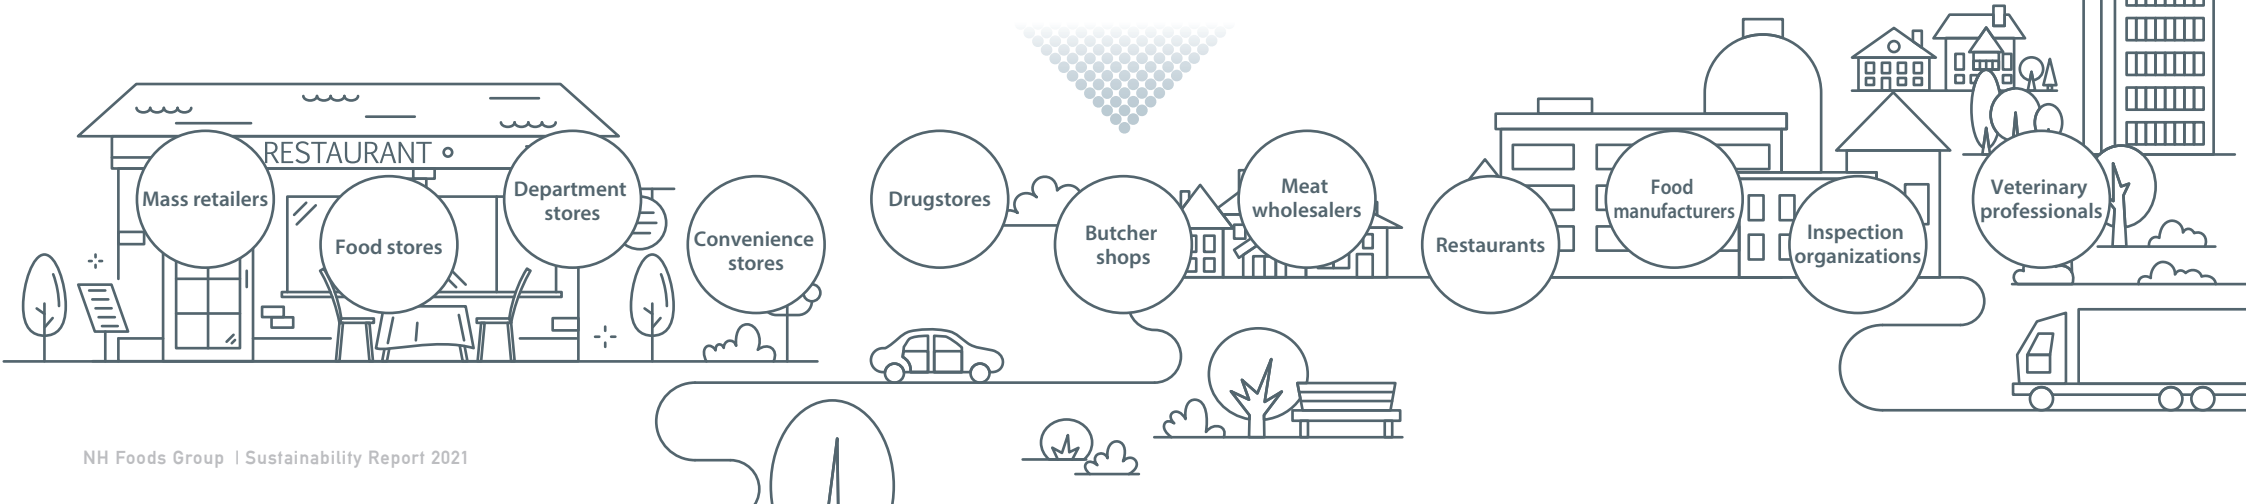 RESTAURANT
Mass retailers
Food stores
Department
stores
Convenience
stores
Drugstores
Butcher
shops
Meat
wholesalers
Restaurants
Food
manufacturers
Inspection
organizations
Veterinary
professionals
NH Foods Group | Sustainability Report 2021